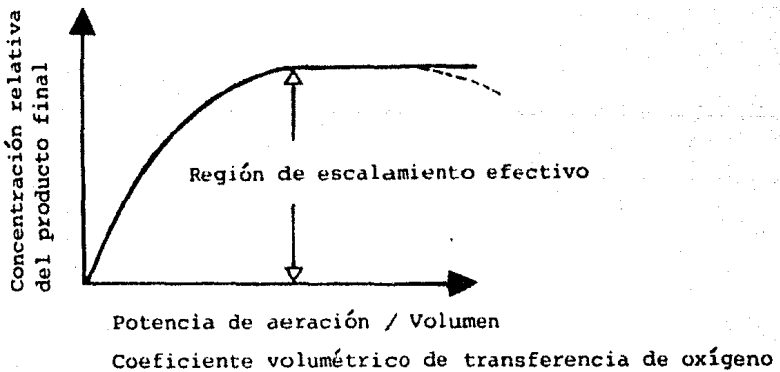 Concentración relativa
del producto final
Región de escalamiento efectivo
Potencia de aeración / Volumen
Coeficiente volumétrico de transferencia de oxígeno